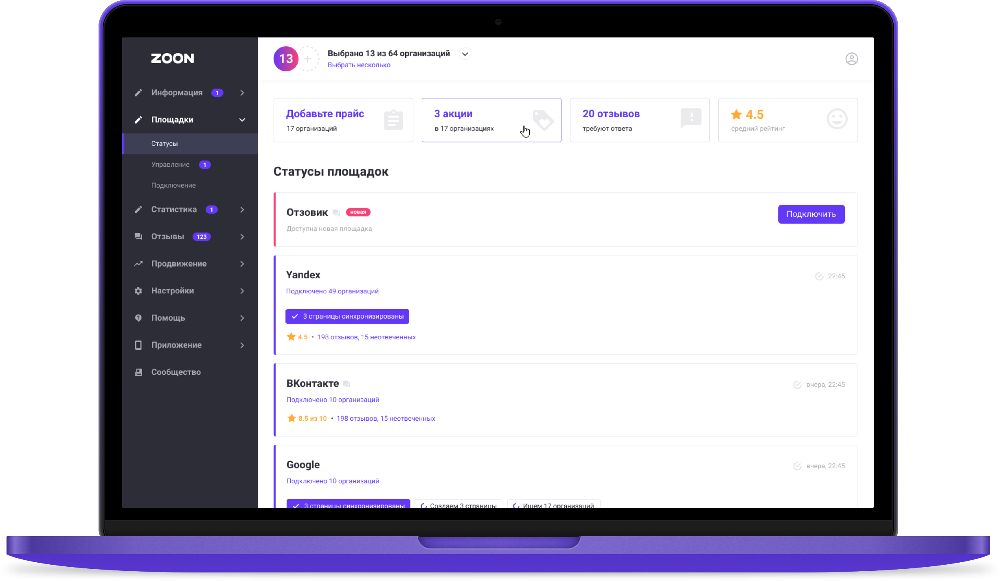 ZOON
Информация 1
Площадки
Статусы
Управление 1
Подключение
Статистика 1
Отзывы 123
Продвижение
Настройки
Помощь
Приложение
Сообщество
13
Выбрано 13 из 64 организаций
Выбрать несколько
Добавьте прайс
17 организаций
3 акции
в 17 организациях
20 отзывов
требуют ответа
4.5
средний рейтинг
Статусы площадок
Отзовик новая
Доступна новая площадка
Подключить
Yandex
22:45
Подключено 49 организаций
3 страницы синхронизированы
4.5 • 198 отзывов, 15 неотвеченных
ВКонтакте
вчера, 22:45
Подключено 10 организаций
8.5 из 10 • 198 отзывов, 15 неотвеченных
Google
вчера, 22:45
Подключено 10 организаций
3 страницы синхронизированы
Создаем 3 страницы
Ищем 17 организаций